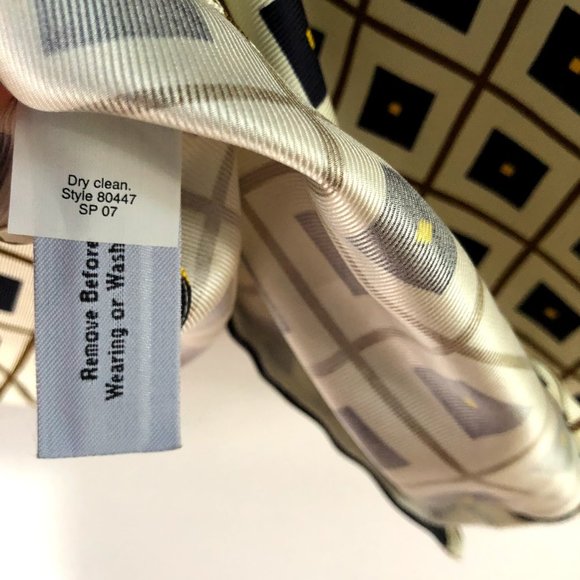 Dry clean.
Style 80447
SP 07
Remove Before
Wearing or Wash